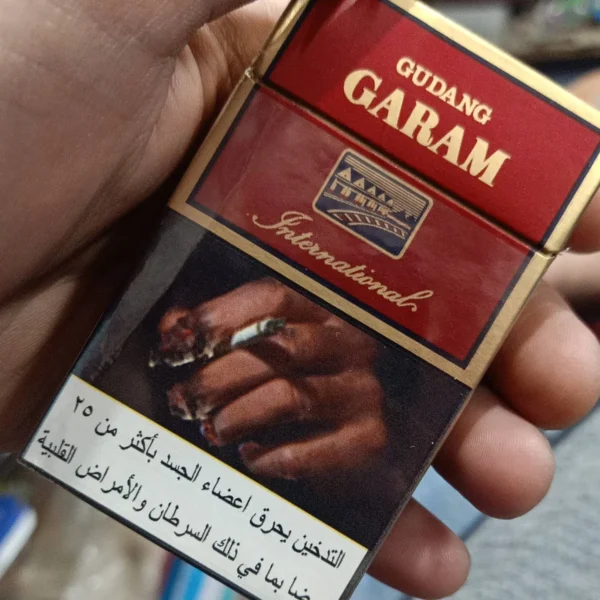 GUDANG
GARAM
International
التدخين يحرق اعضاء الجسد بأكثر من ٢٥
ضا بما في ذلك السرطان والأمراض القلبية